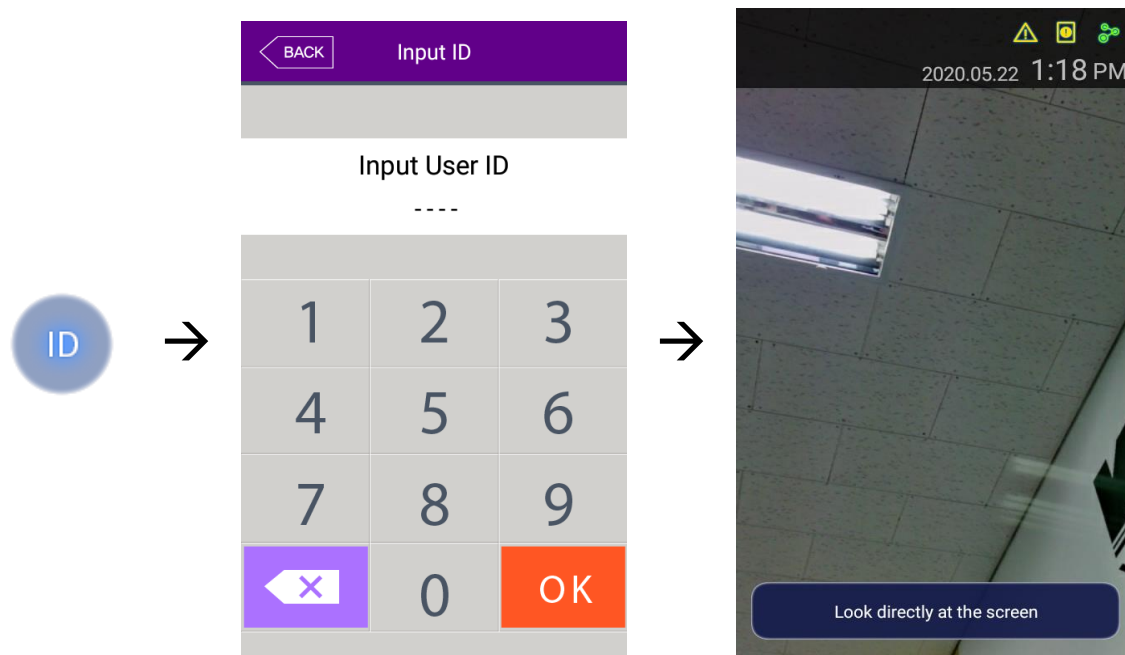 ID
BACK
Input ID
Input User ID
----
1 2 3
4 5 6
7 8 9
0 OK
2020.05.22 1:18 PM
Look directly at the screen